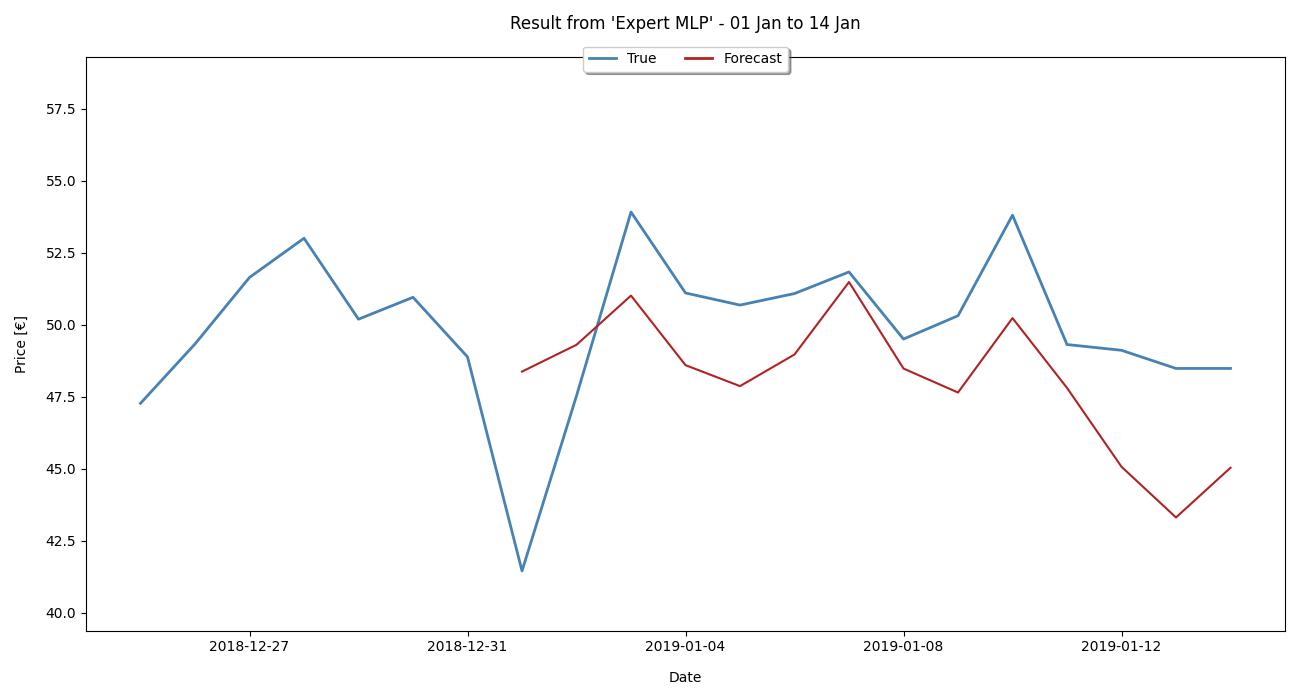 Result from 'Expert MLP' - 01 Jan to 14 Jan
True Forecast
57.5
55.0
52.5
50.0
47.5
45.0
42.5
40.0
Price [€]
2018-12-27 2018-12-31 2019-01-04 2019-01-08 2019-01-12
Date